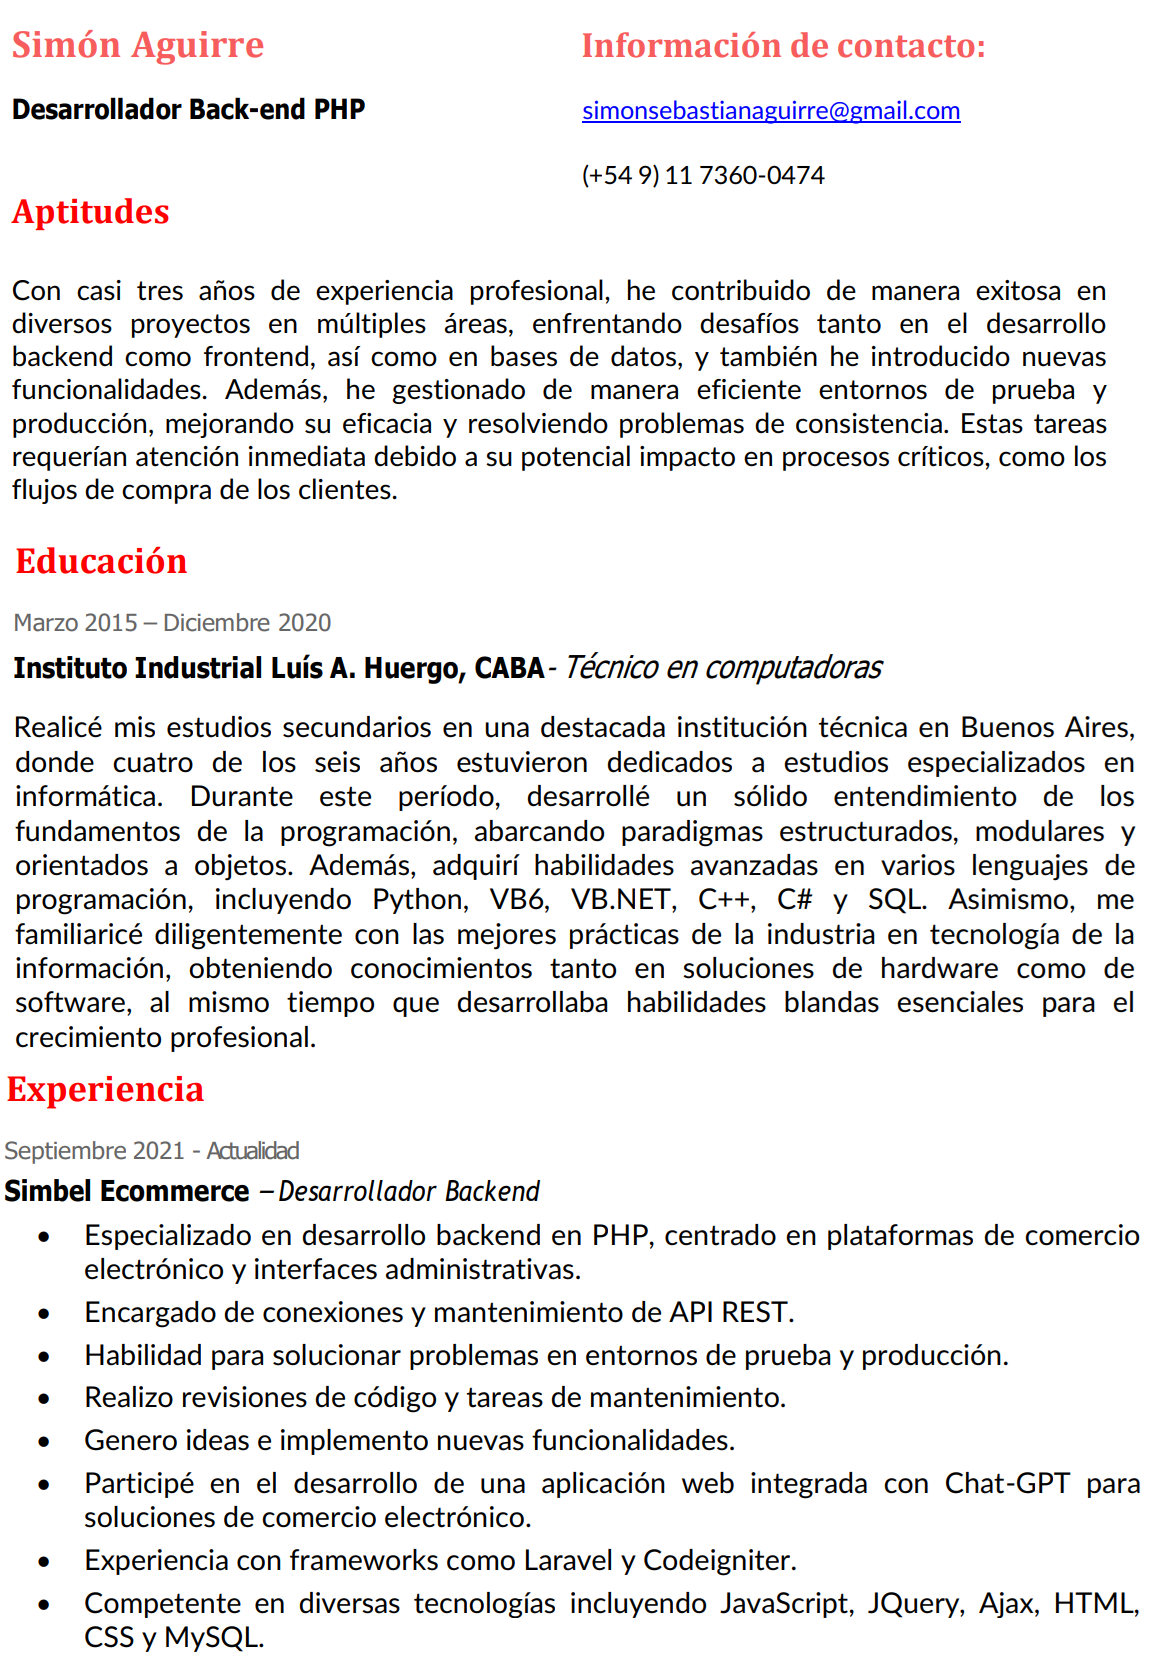 Simón Aguirre
Desarrollador Back-end PHP
Información de contacto:
simonsebastianaguirre@gmail.com
(+54 9) 11 7360-0474
Aptitudes
Con casi tres años de experiencia profesional, he contribuido de manera exitosa en
diversos proyectos en múltiples áreas, enfrentando desafíos tanto en el desarrollo
backend como frontend, así como en bases de datos, y también he introducido nuevas
funcionalidades. Además, he gestionado de manera eficiente entornos de prueba y
producción, mejorando su eficacia y resolviendo problemas de consistencia. Estas tareas
requerían atención inmediata debido a su potencial impacto en procesos críticos, como los
flujos de compra de los clientes.
Educación
Marzo 2015 – Diciembre 2020
Instituto Industrial Luís A. Huergo, CABA- Técnico en computadoras
Realicé mis estudios secundarios en una destacada institución técnica en Buenos Aires,
donde cuatro de los seis años estuvieron dedicados a estudios especializados en
informática. Durante este período, desarrollé un sólido entendimiento de los
fundamentos de la programación, abarcando paradigmas estructurados, modulares y
orientados a objetos. Además, adquirí habilidades avanzadas en varios lenguajes de
programación, incluyendo Python, VB6, VB.NET, C++, C# y SQL. Asimismo, me
familiaricé diligentemente con las mejores prácticas de la industria en tecnología de la
información, obteniendo conocimientos tanto en soluciones de hardware como de
software, al mismo tiempo que desarrollaba habilidades blandas esenciales para el
crecimiento profesional.
Experiencia
Septiembre 2021 - Actualidad
Simbel Ecommerce – Desarrollador Backend
• Especializado en desarrollo backend en PHP, centrado en plataformas de comercio
electrónico y interfaces administrativas.
• Encargado de conexiones y mantenimiento de API REST.
• Habilidad para solucionar problemas en entornos de prueba y producción.
• Realizo revisiones de código y tareas de mantenimiento.
• Genero ideas e implemento nuevas funcionalidades.
• Participé en el desarrollo de una aplicación web integrada con Chat-GPT para
soluciones de comercio electrónico.
• Experiencia con frameworks como Laravel y Codeigniter.
• Competente en diversas tecnologías incluyendo JavaScript, JQuery, Ajax, HTML,
CSS y MySQL.